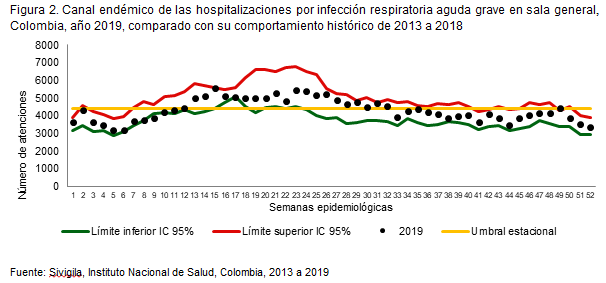 Figura 2. Canal endémico de las hospitalizaciones por infección respiratoria aguda grave en sala general,
Colombia, año 2019, comparado con su comportamiento histórico de 2013 a 2018
Número de atenciones
8000
7000
6000
5000
4000
3000
2000
1000
0
1 2 3 4 5 6 7 8 9 10 11 12 13 14 15 16 17 18 19 20 21 22 23 24 25 26 27 28 29 30 31 32 33 34 35 36 37 38 39 40 41 42 43 44 45 46 47 48 49 50 51 52
Semanas epidemiológicas
Límite inferior IC 95% Límite superior IC 95% 2019 Umbral estacional
Fuente: Sivigila, Instituto Nacional de Salud, Colombia, 2013 a 2019